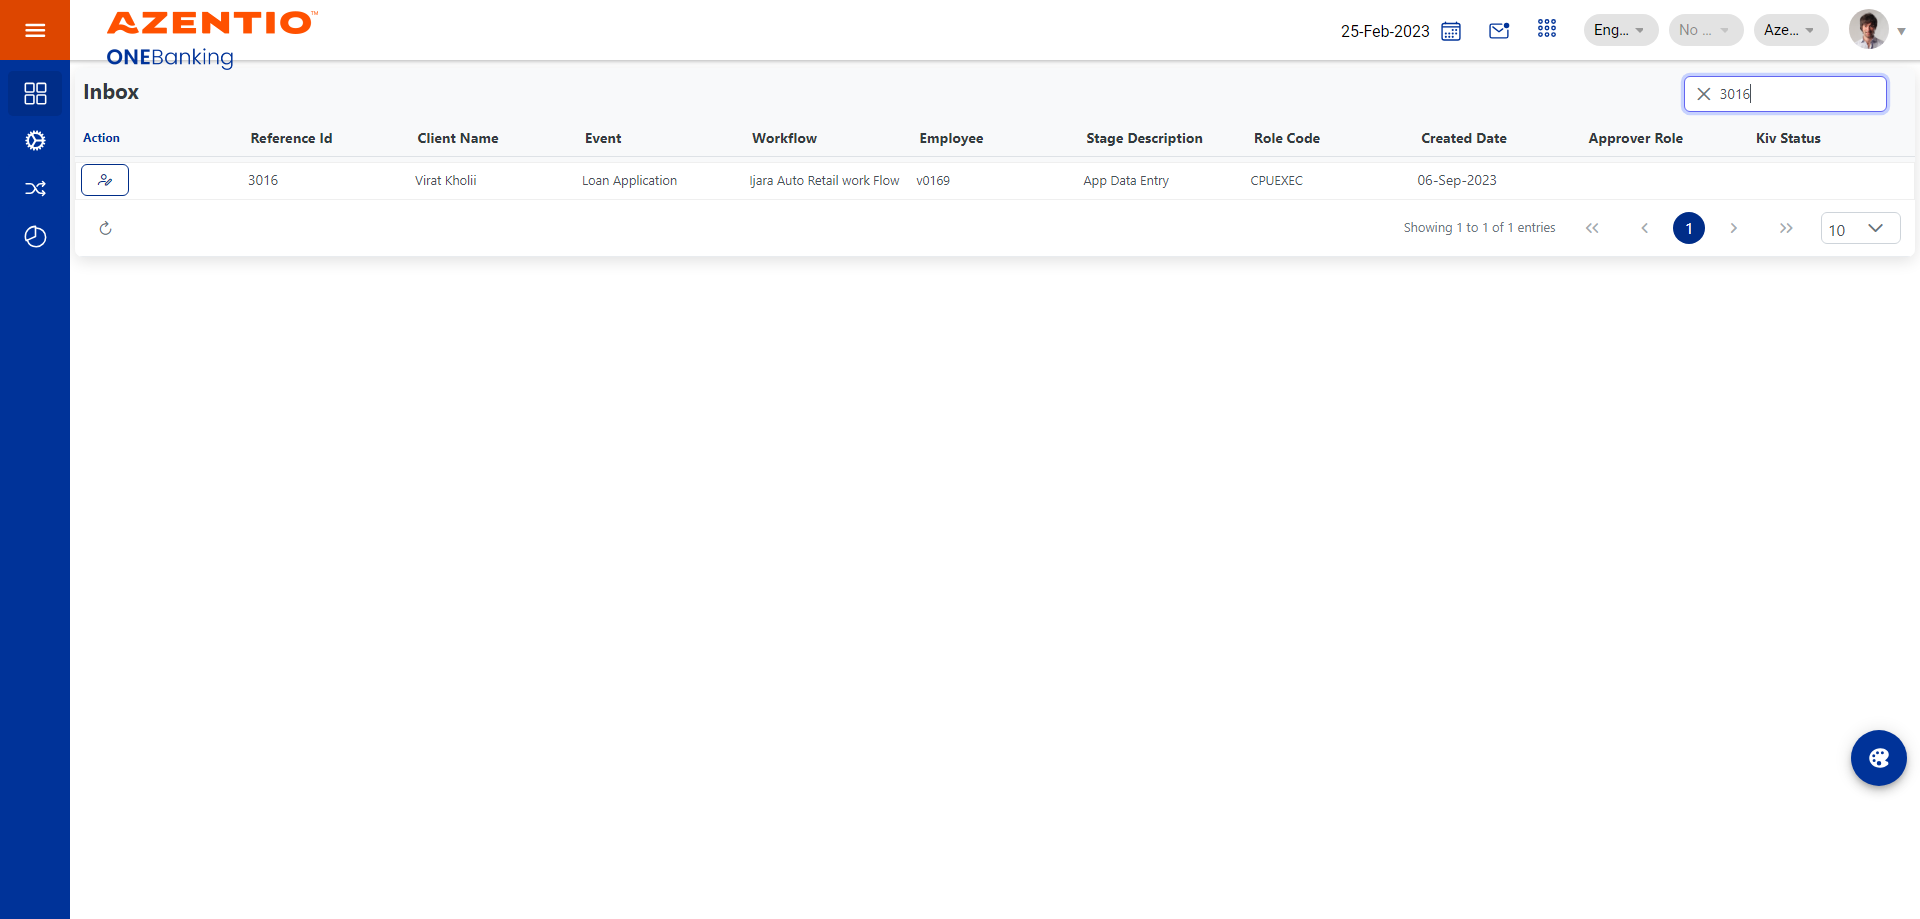 AZENTIO™
ONEBanking
25-Feb-2023
Eng...
No ...
Aze...
Inbox
3016
Action Reference Id Client Name Event Workflow Employee Stage Description Role Code Created Date Approver Role Kiv Status
3016 Virat Kholii Loan Application Ijara Auto Retail work Flow v0169 App Data Entry CPUEXEC 06-Sep-2023
Showing 1 to 1 of 1 entries
1
10